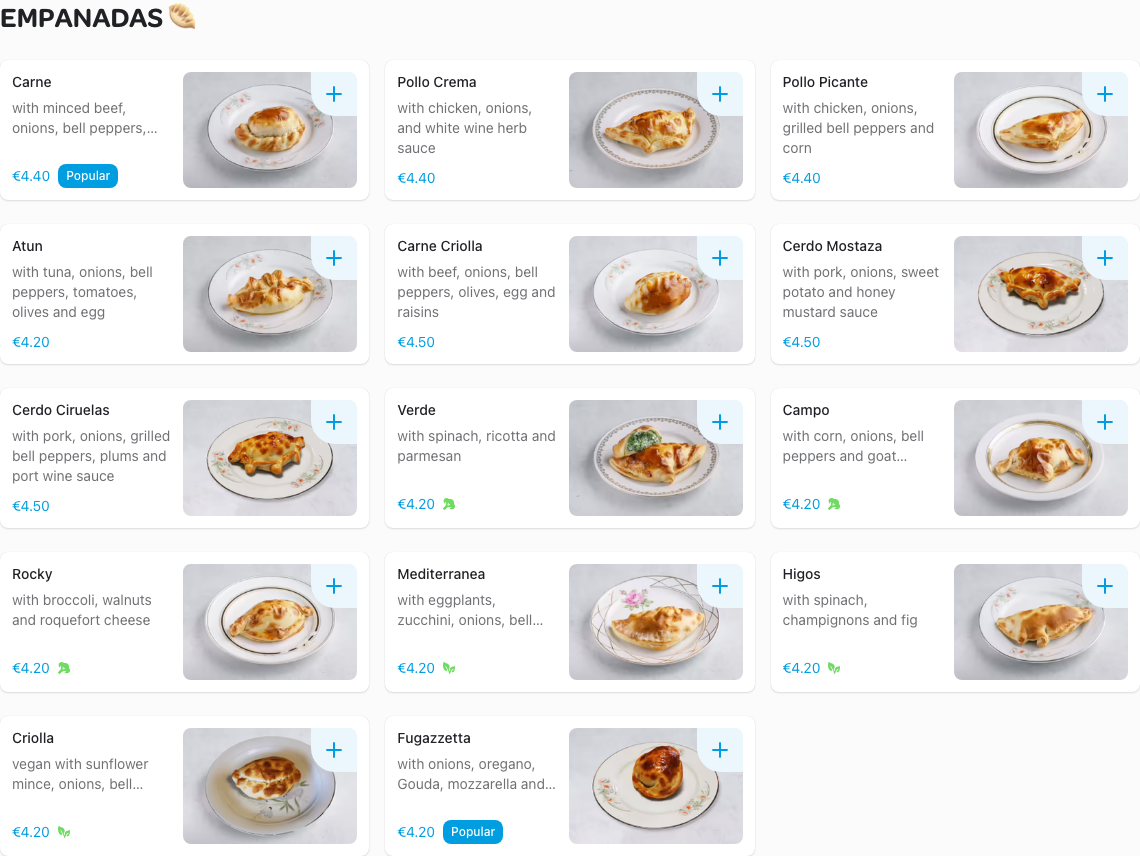 EMPANADAS
Carne
with minced beef,
onions, bell peppers,...
€4.40 Popular
Pollo Crema
with chicken, onions,
and white wine herb
sauce
€4.40
Pollo Picante
with chicken, onions,
grilled bell peppers and
corn
€4.40
Atun
with tuna, onions, bell
peppers, tomatoes,
olives and egg
€4.20
Carne Criolla
with beef, onions, bell
peppers, olives, egg and
raisins
€4.50
Cerdo Mostaza
with pork, onions, sweet
potato and honey
mustard sauce
€4.50
Cerdo Ciruelas
with pork, onions, grilled
bell peppers, plums and
port wine sauce
€4.50
Verde
with spinach, ricotta and
parmesan
€4.20
Campo
with corn, onions, bell
peppers and goat...
€4.20
Rocky
with broccoli, walnuts
and roquefort cheese
€4.20
Mediterranea
with eggplants,
zucchini, onions, bell...
€4.20
Higos
with spinach,
champignons and fig
€4.20
Criolla
vegan with sunflower
mince, onions, bell...
€4.20
Fugazzetta
with onions, oregano,
Gouda, mozzarella and...
€4.20 Popular